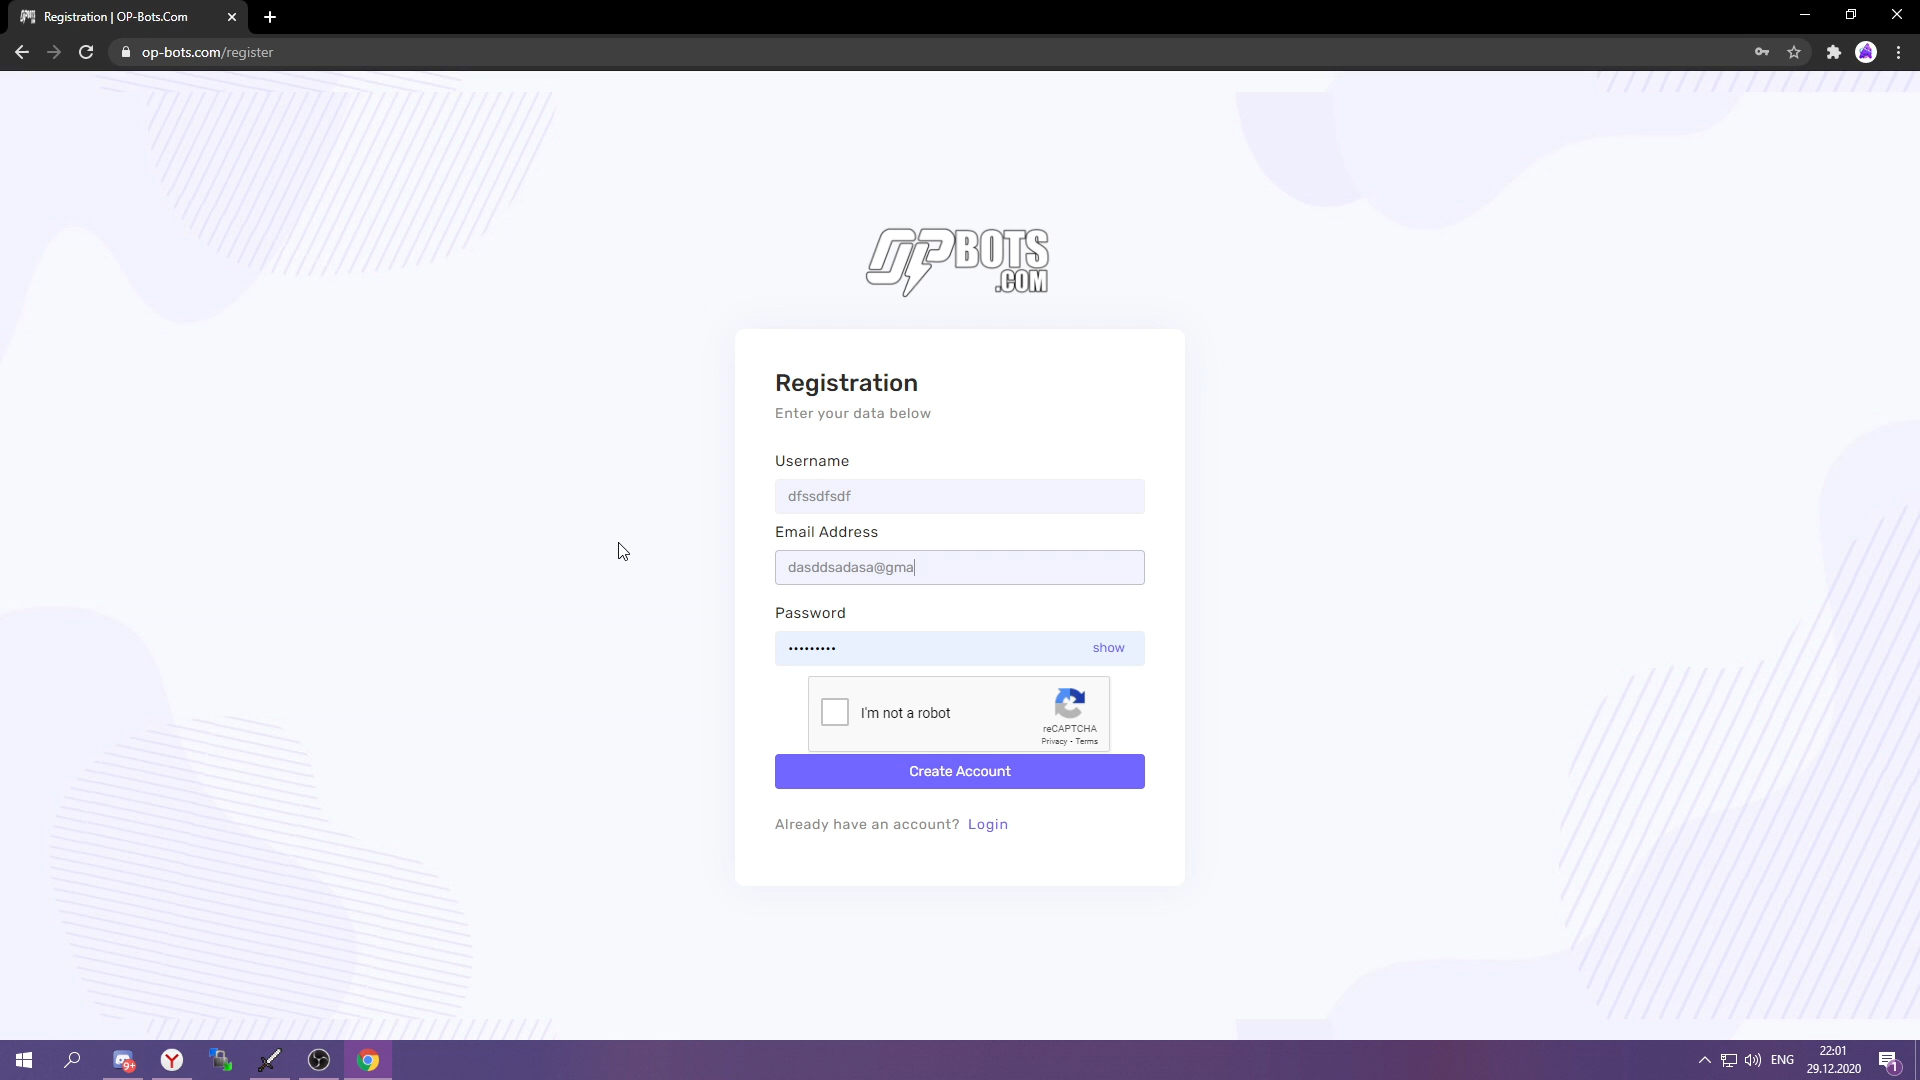 Registration | OP-Bots.Com
op-bots.com/register
OPBOTS
.COM
Registration
Enter your data below
Username
dfssdfsdf
Email Address
dasddsadasa@gma
Password
•••••••••
show
I'm not a robot
reCAPTCHA
Privacy - Terms
Create Account
Already have an account? Login
9+
ENG
22:01
29.12.2020
1